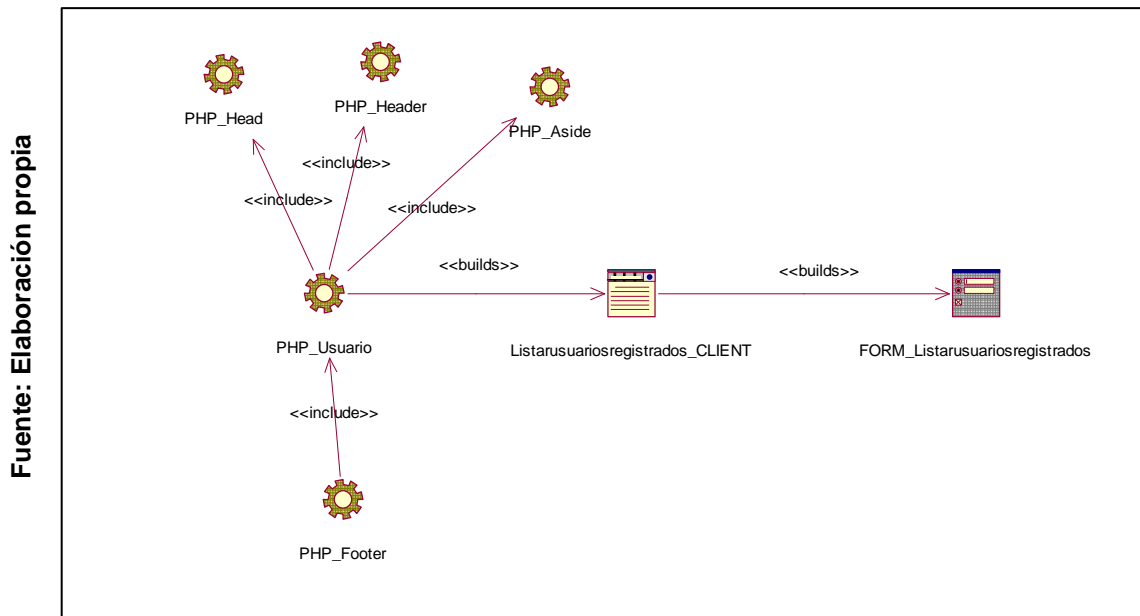 Fuente: Elaboración propia
PHP_Head
PHP_Header
PHP_Aside
<<include>>
<<include>>
<<include>>
<<builds>>
<<builds>>
PHP_Usuario
Listarusuariosregistrados_CLIENT
FORM_Listarusuariosregistrados
<<include>>
PHP_Footer